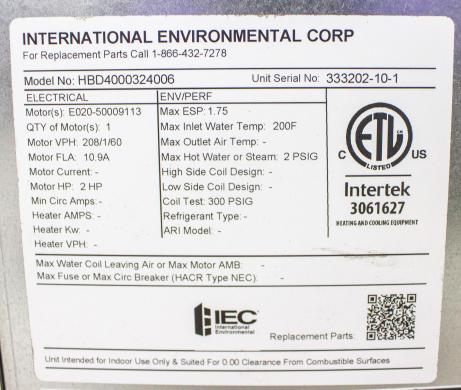 INTERNATIONAL ENVIRONMENTAL CORP
For Replacement Parts Call 1-866-432-7278
Model No: HBD4000324006 Unit Serial No: 333202-10-1
ELECTRICAL ENV/PERF
Motor(s): E020-50009113 Max ESP: 1.75
QTY of Motor(s): 1 Max Inlet Water Temp: 200F
Motor VPH: 208/1/60 Max Outlet Air Temp: -
Motor FLA: 10.9A Max Hot Water or Steam: 2 PSIG
Motor Current: - High Side Coil Design: -
Motor HP: 2 HP Low Side Coil Design: -
Min Circ Amps: - Coil Test: 300 PSIG
Heater AMPS: - Refrigerant Type: -
Heater Kw: - ARI Model: -
Heater VPH: -
ETL
C LISTED US
Intertek
3061627
HEATING AND COOLING EQUIPMENT
Max Water Coil Leaving Air or Max Motor AMB: -
Max Fuse or Max Circ Breaker (HACR Type NEC): -
IEC
International
Environmental
Replacement Parts:
Unit Intended for Indoor Use Only & Suited For 0.00 Clearance From Combustible Surfaces